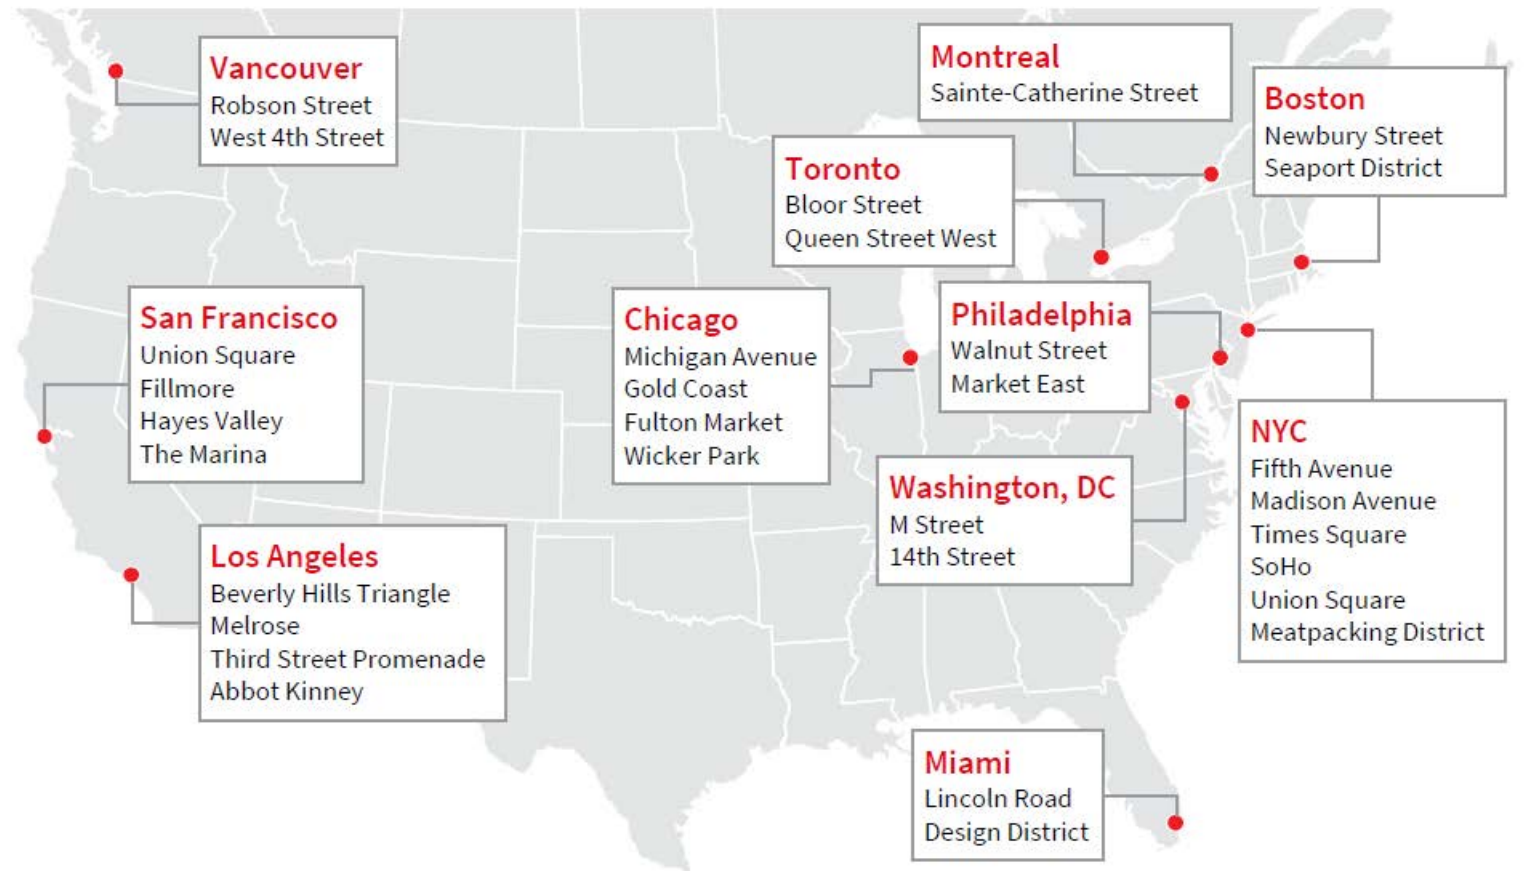 Vancouver
Robson Street
West 4th Street
Montreal
Sainte-Catherine Street
Boston
Newbury Street
Seaport District
Toronto
Bloor Street
Queen Street West
San Francisco
Union Square
Fillmore
Hayes Valley
The Marina
Chicago
Michigan Avenue
Gold Coast
Fulton Market
Wicker Park
Philadelphia
Walnut Street
Market East
NYC
Fifth Avenue
Madison Avenue
Times Square
SoHo
Union Square
Meatpacking District
Washington, DC
M Street
14th Street
Los Angeles
Beverly Hills Triangle
Melrose
Third Street Promenade
Abbot Kinney
Miami
Lincoln Road
Design District